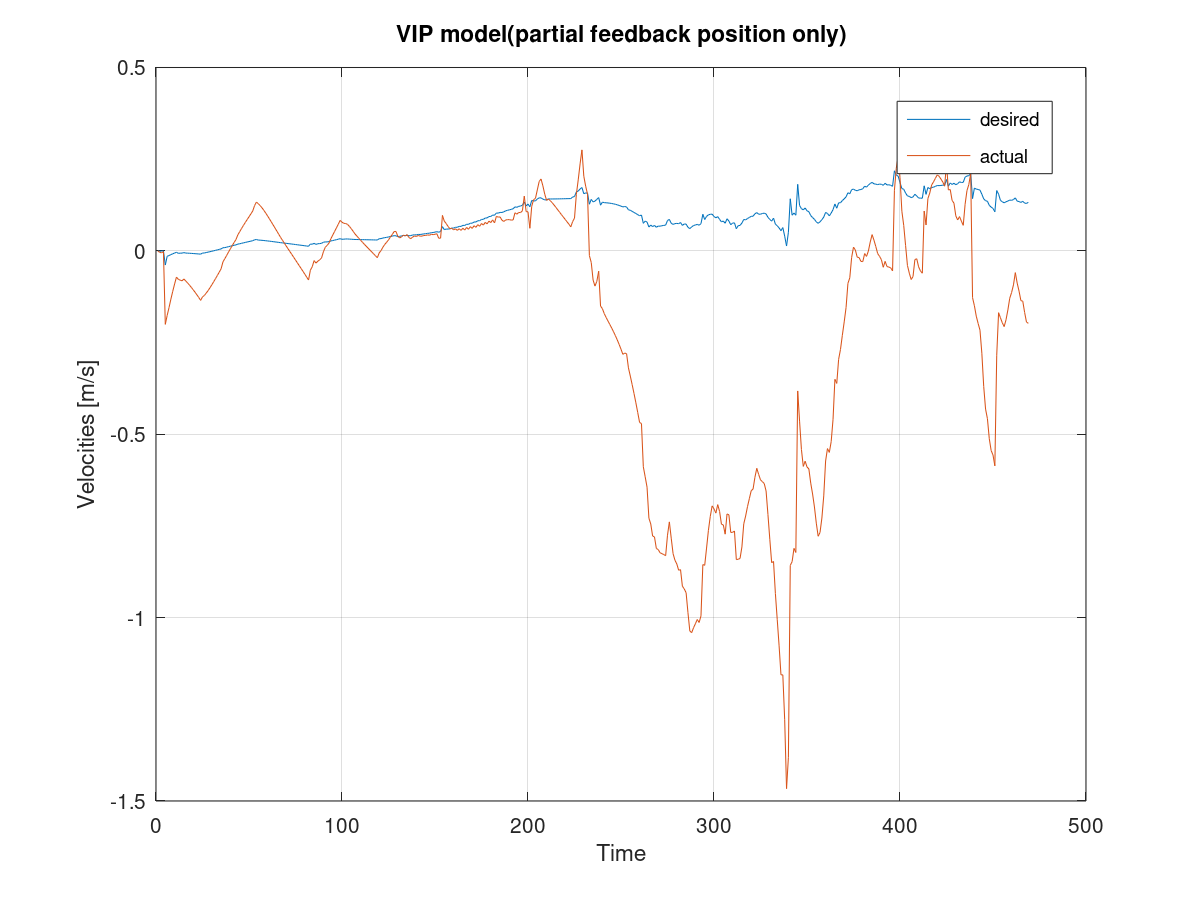 VIP model(partial feedback position only)
0.5
0
-0.5
-1
-1.5
Velocities [m/s]
desired
actual
0 100 200 300 400 500
Time